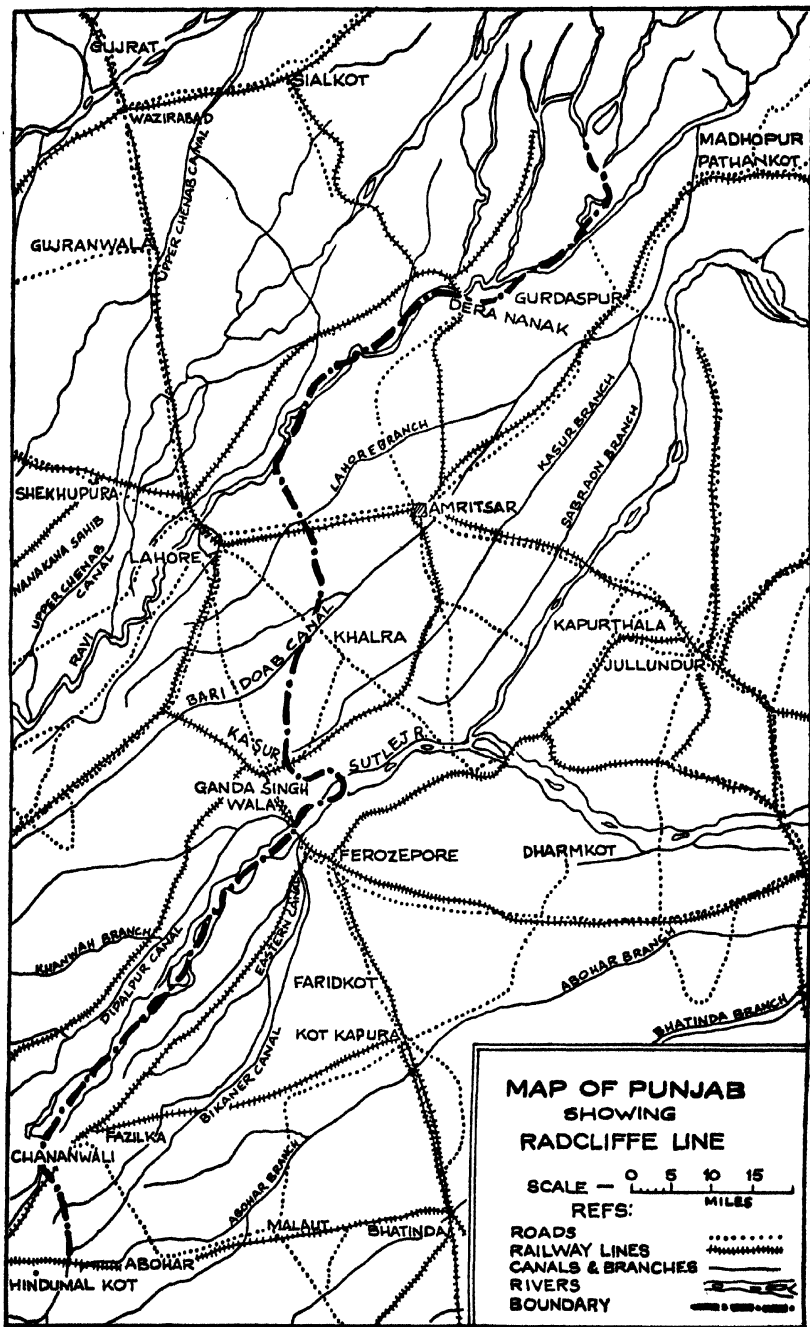 GUJRAT
SIALKOT
WAZIRABAD
UPPER CHENAB CANAL
MADHOPUR
PATHANKOT
GUJRANWALA
GURDASPUR
DERA NANAK
LAHORE BRANCH
KASUR BRANCH
SABRAON BRANCH
SHEKHUPURA
AMRITSAR
NANAKANA SAHIB
UPPER CHENAB
CANAL
LAHORE
RAVI
KHALRA
KAPURTHALA
JULLUNDUR
BARI DOAB CANAL
KASUR
SUTLEJ R.
GANDA SINGH
WALA
FEROZEPORE
DHARMKOT
KHANWAH BRANCH
DIPALPUR CANAL
EASTERN CANAL
FARIDKOT
ABOHAR BRANCH
BHATINDA BRANCH
KOT KAPURA
BIKANER CANAL
FAZILKA
CHANANWALI
ABOHAR BRANCH
MALAUT
BHATINDA
ABOHAR
HINDUMAL KOT
MAP OF PUNJAB
SHOWING
RADCLIFFE LINE
SCALE – 0 5 10 15
MILES
REFS:
ROADS
RAILWAY LINES
CANALS & BRANCHES
RIVERS
BOUNDARY